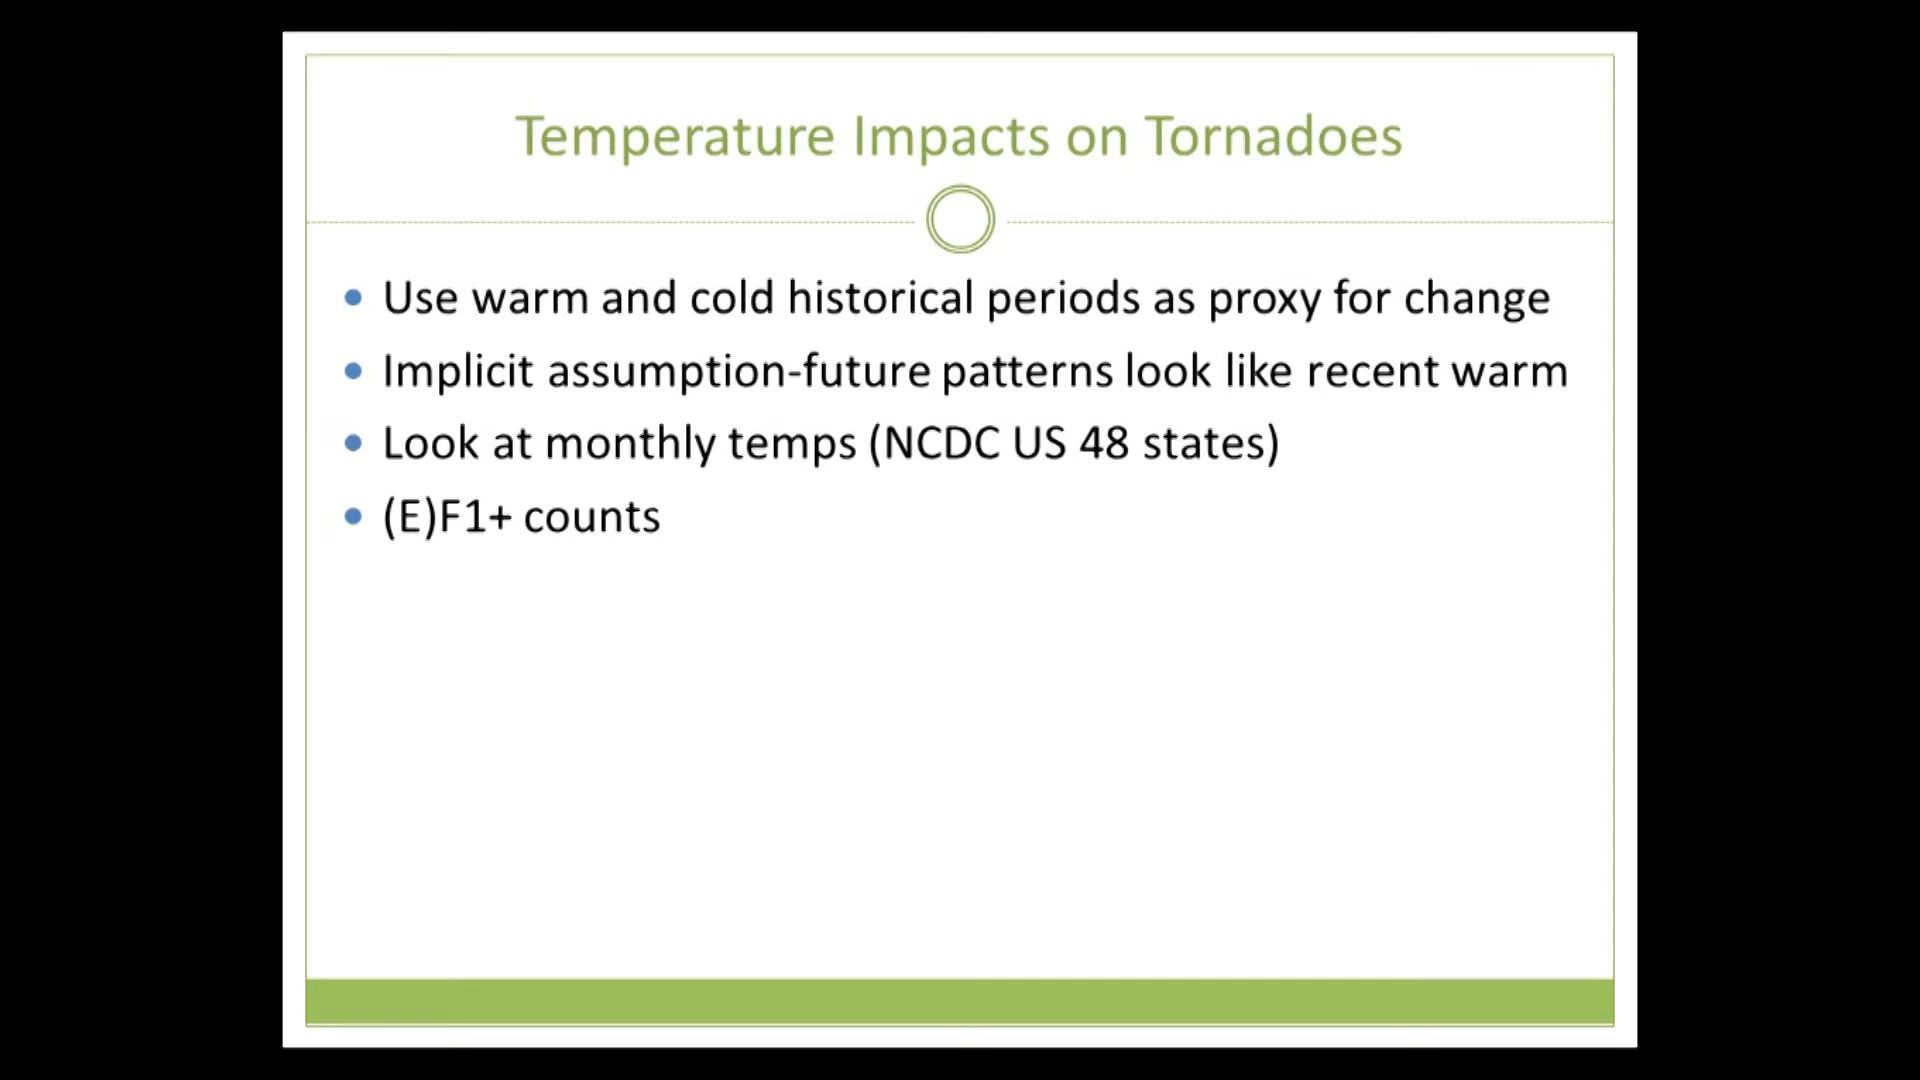 Temperature Impacts on Tornadoes
Use warm and cold historical periods as proxy for change
Implicit assumption-future patterns look like recent warm
Look at monthly temps (NCDC US 48 states)
(E)F1+ counts